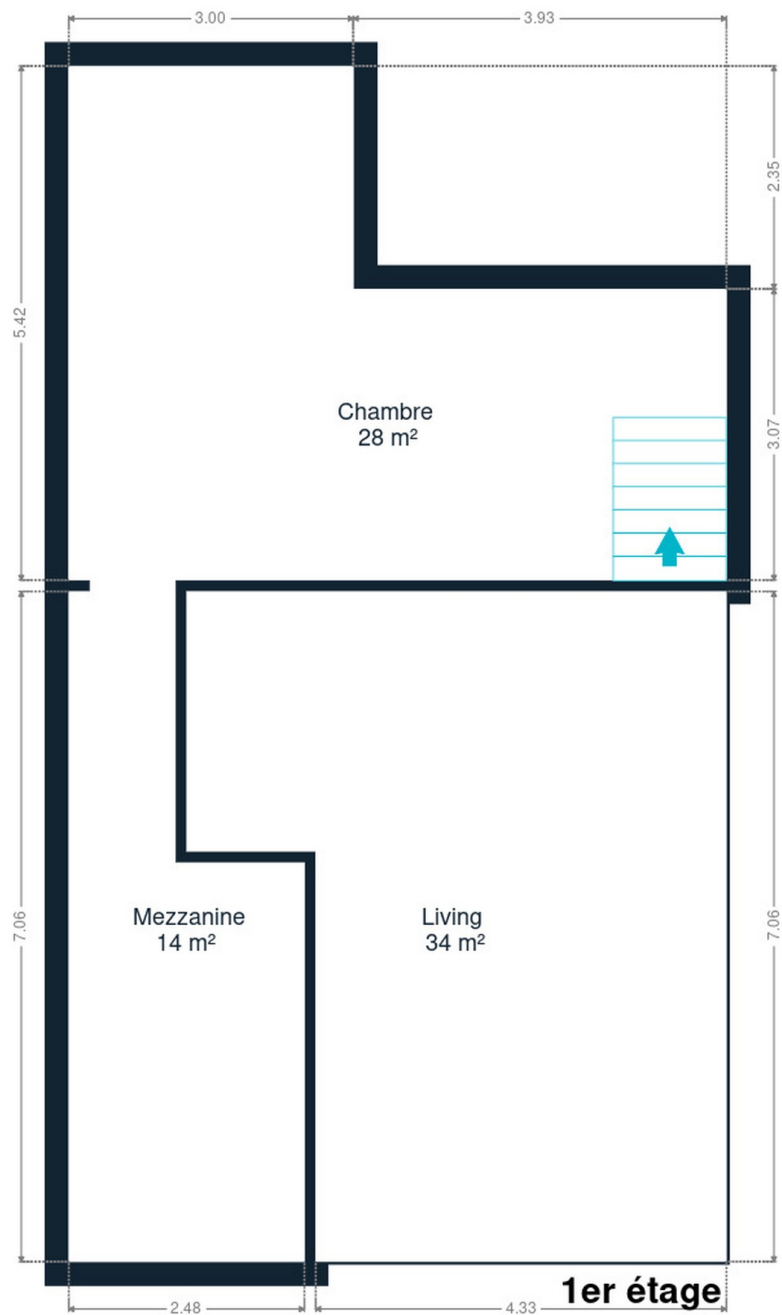 3.00
3.93
2.35
5.42
Chambre
28 m²
3.07
7.06
Mezzanine
14 m²
Living
34 m²
7.06
2.48
4.33
1er étage